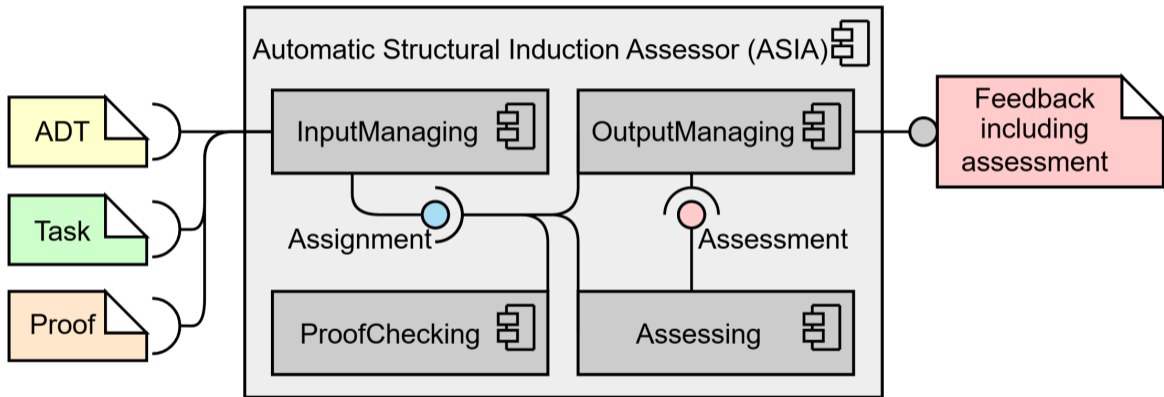 Automatic Structural Induction Assessor (ASIA)
ADT
Task
Proof
InputManaging
OutputManaging
Assignment
Assessment
ProofChecking
Assessing
Feedback
including
assessment